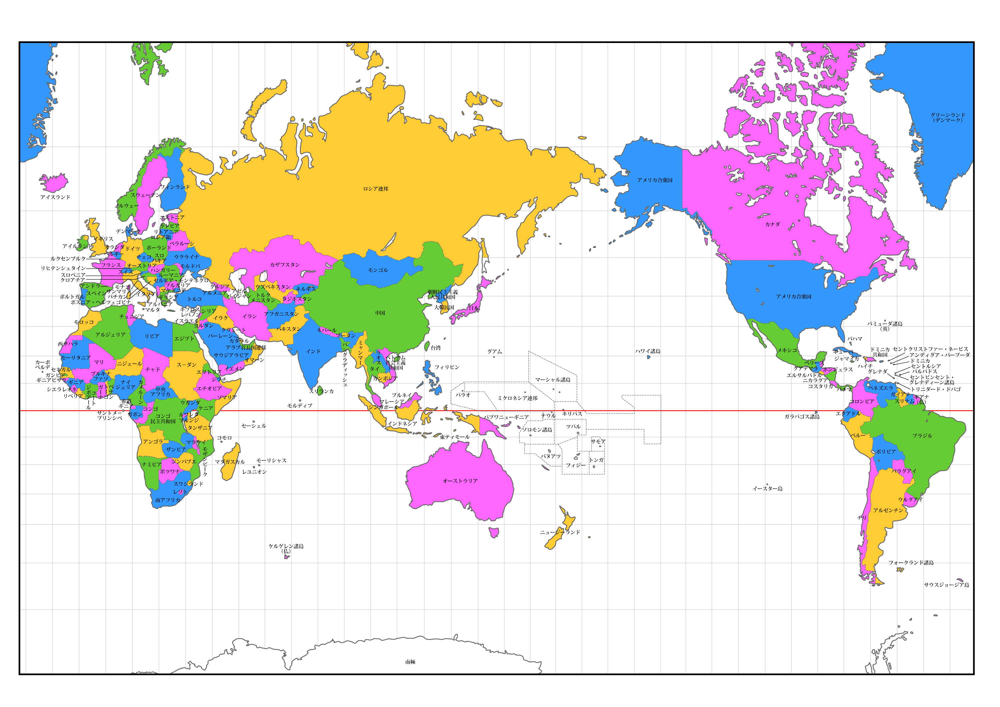 グリーンランド
（デンマーク）
アイスランド
スウェーデン
フィンランド
ノルウェー
ロシア連邦
アメリカ合衆国
カナダ
エストニア
ラトビア
リトアニア
ロシア領
デンマーク
イギリス
アイルランド
オランダ
ドイツ
ポーランド
ベラルーシ
ベルギー
チェコ
スロ
バキア
ウクライナ
ルクセンブルク
フランス
オーストリア
モルドバ
リヒテンシュタイン
スイス
ハンガリー
スロベニア
ルーマニア
クロアチア
セルビア・モンテネグロ
アンドラ
モナコ
ブルガリア
サンマリノ
マケドニア
スペイン
イタリア
ギリシア
ポルトガル
バチカン
ボスニア・ヘルツェゴビナ
アルバニア
マルタ
カザフスタン
モンゴル
グルジア
アルメニア
アゼル
バイジャン
ウズベキスタン
キルギス
トルク
メニスタン
タジキスタン
トルコ
朝鮮民主主義
人民共和国
大韓民国
日本
中国
キプロス
シリア
レバノン
イスラエル
イラク
イラン
アフガニスタン
ヨルダン
クウェート
パキスタン
ネパール
ブータン
バーレーン
カタール
アラブ首長国連邦
サウジアラビア
オマーン
イエメン
インド
バングラディッシュ
ミャンマー
ラオス
ベトナム
社会主義
共和国
タイ
カンボジア
台湾
フィリピン
スリランカ
モルディブ
ブルネイ
マレーシア
シンガポール
インドネシア
東ティモール
モロッコ
チュニジア
アルジェリア
リビア
エジプト
西サハラ
モーリタニア
マリ
ニジェール
チャド
スーダン
エリトリア
ジブチ
カーボ
ベルデ
セネガル
ガンビア
ギニアビサウ
ギニア
ブルキナ
ファソ
シエラレオネ
リベリア
コートジボアール
ガーナ
トーゴ
ベナン
ナイ
ジェリア
カメルーン
中央
アフリカ
エチオピア
ソマリア
赤道
ギニア
サントメ＝
プリンシペ
ガボン
コンゴ
コンゴ
民主共和国
ウガンダ
ケニア
ルワンダ
ブルンジ
タンザニア
セーシェル
コモロ
アンゴラ
ザンビア
マラウイ
モザンビーク
マダガスカル
モーリシャス
レユニオン
ナミビア
ジンバブエ
ボツワナ
スワジランド
レソト
南アフリカ
ケルゲレン諸島
（仏）
グアム
ハワイ諸島
マーシャル諸島
パラオ
ミクロネシア連邦
パプワニューギニア
ナウル
キリバス
ソロモン諸島
ツバル
サモア
バヌアツ
フィジー
トンガ
オーストラリア
ニュージーランド
アメリカ合衆国
バミューダ諸島
（英）
バハマ
メキシコ
キューバ
ジャマイカ
ドミニカ
共和国
ハイチ
セントクリストファー・ネービス
アンティグア・バーブーダ
ドミニカ
セントルシア
バルバドス
グレナダ
セントビンセント・
グレナディーン諸島
トリニダード・ドバゴ
ベリーズ
グアテマラ
ホンジュラス
エルサルバドル
ニカラグア
コスタリカ
パナマ
ベネズエラ
ガイアナ
ギアナ
（仏）
スリナム
コロンビア
ガラパゴス諸島
エクアドル
ペルー
ブラジル
ボリビア
パラグアイ
イースター島
ウルグアイ
アルゼンチン
チリ
フォークランド諸島
サウスジョージア島
南極